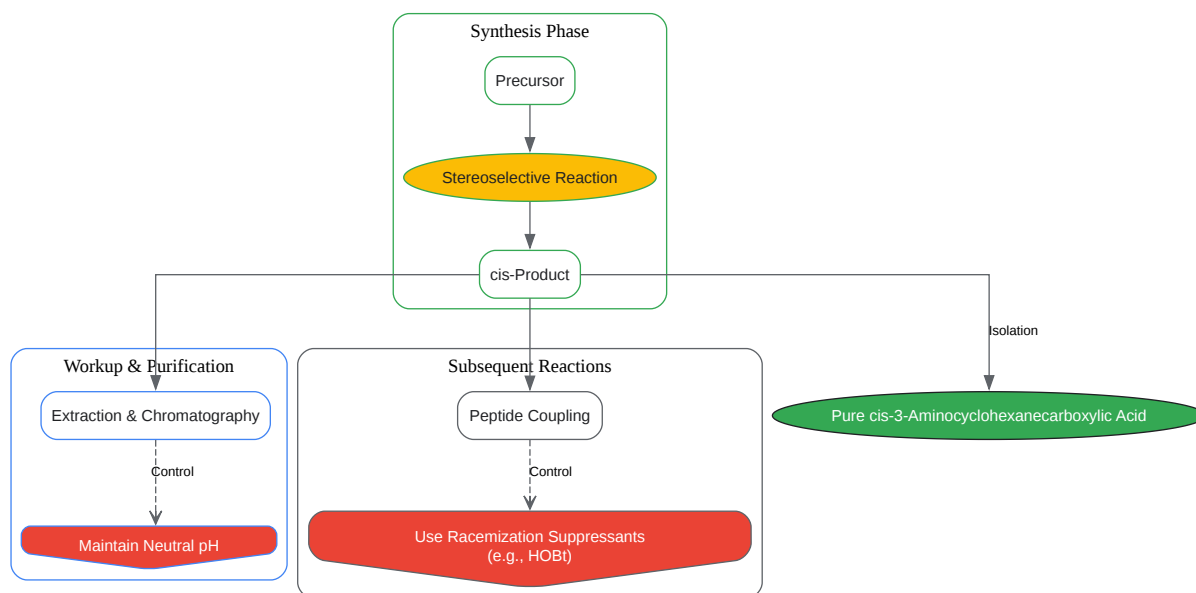 Synthesis Phase
Precursor
Stereoselective Reaction
cis-Product
Isolation
Workup & Purification
Subsequent Reactions
Extraction & Chromatography
Peptide Coupling
Pure cis-3-Aminocyclohexanecarboxylic Acid
Control
Control
Maintain Neutral pH
Use Racemization Suppressants
(e.g., HOBt)